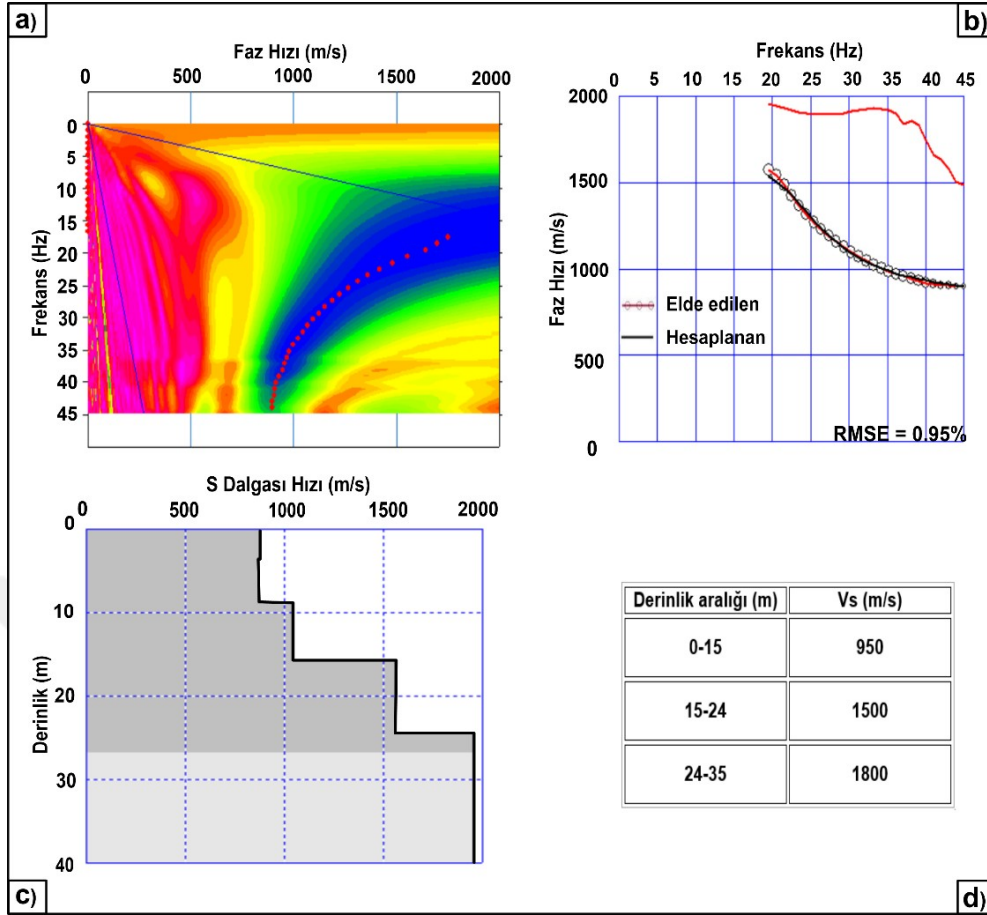 a)
Faz Hızı (m/s)
0 500 1000 1500 2000
Frekans (Hz)
0
5
10
15
20
25
30
35
40
45
b)
Frekans (Hz)
0 5 10 15 20 25 30 35 40 45
Faz Hızı (m/s)
2000
1500
1000
500
0
Elde edilen
Hesaplanan
RMSE = 0.95%
S Dalgası Hızı (m/s)
0 500 1000 1500 2000
Derinlik (m)
0
10
20
30
40
c)
Derinlik aralığı (m) Vs (m/s)
0-15 950
15-24 1500
24-35 1800
d)